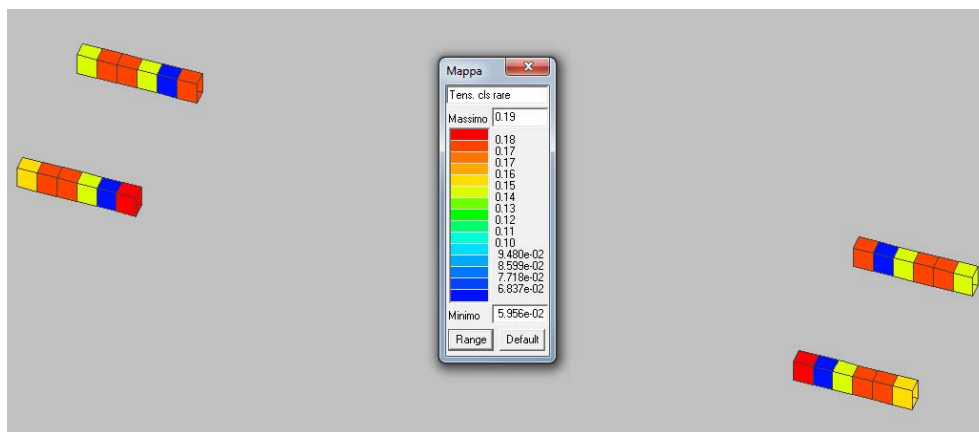 Mappa
Tens. cls rare
Massimo 0.19
0.18
0.17
0.17
0.16
0.15
0.14
0.13
0.12
0.11
0.10
9.480e-02
8.599e-02
7.718e-02
6.837e-02
Minimo 5.956e-02
Range Default